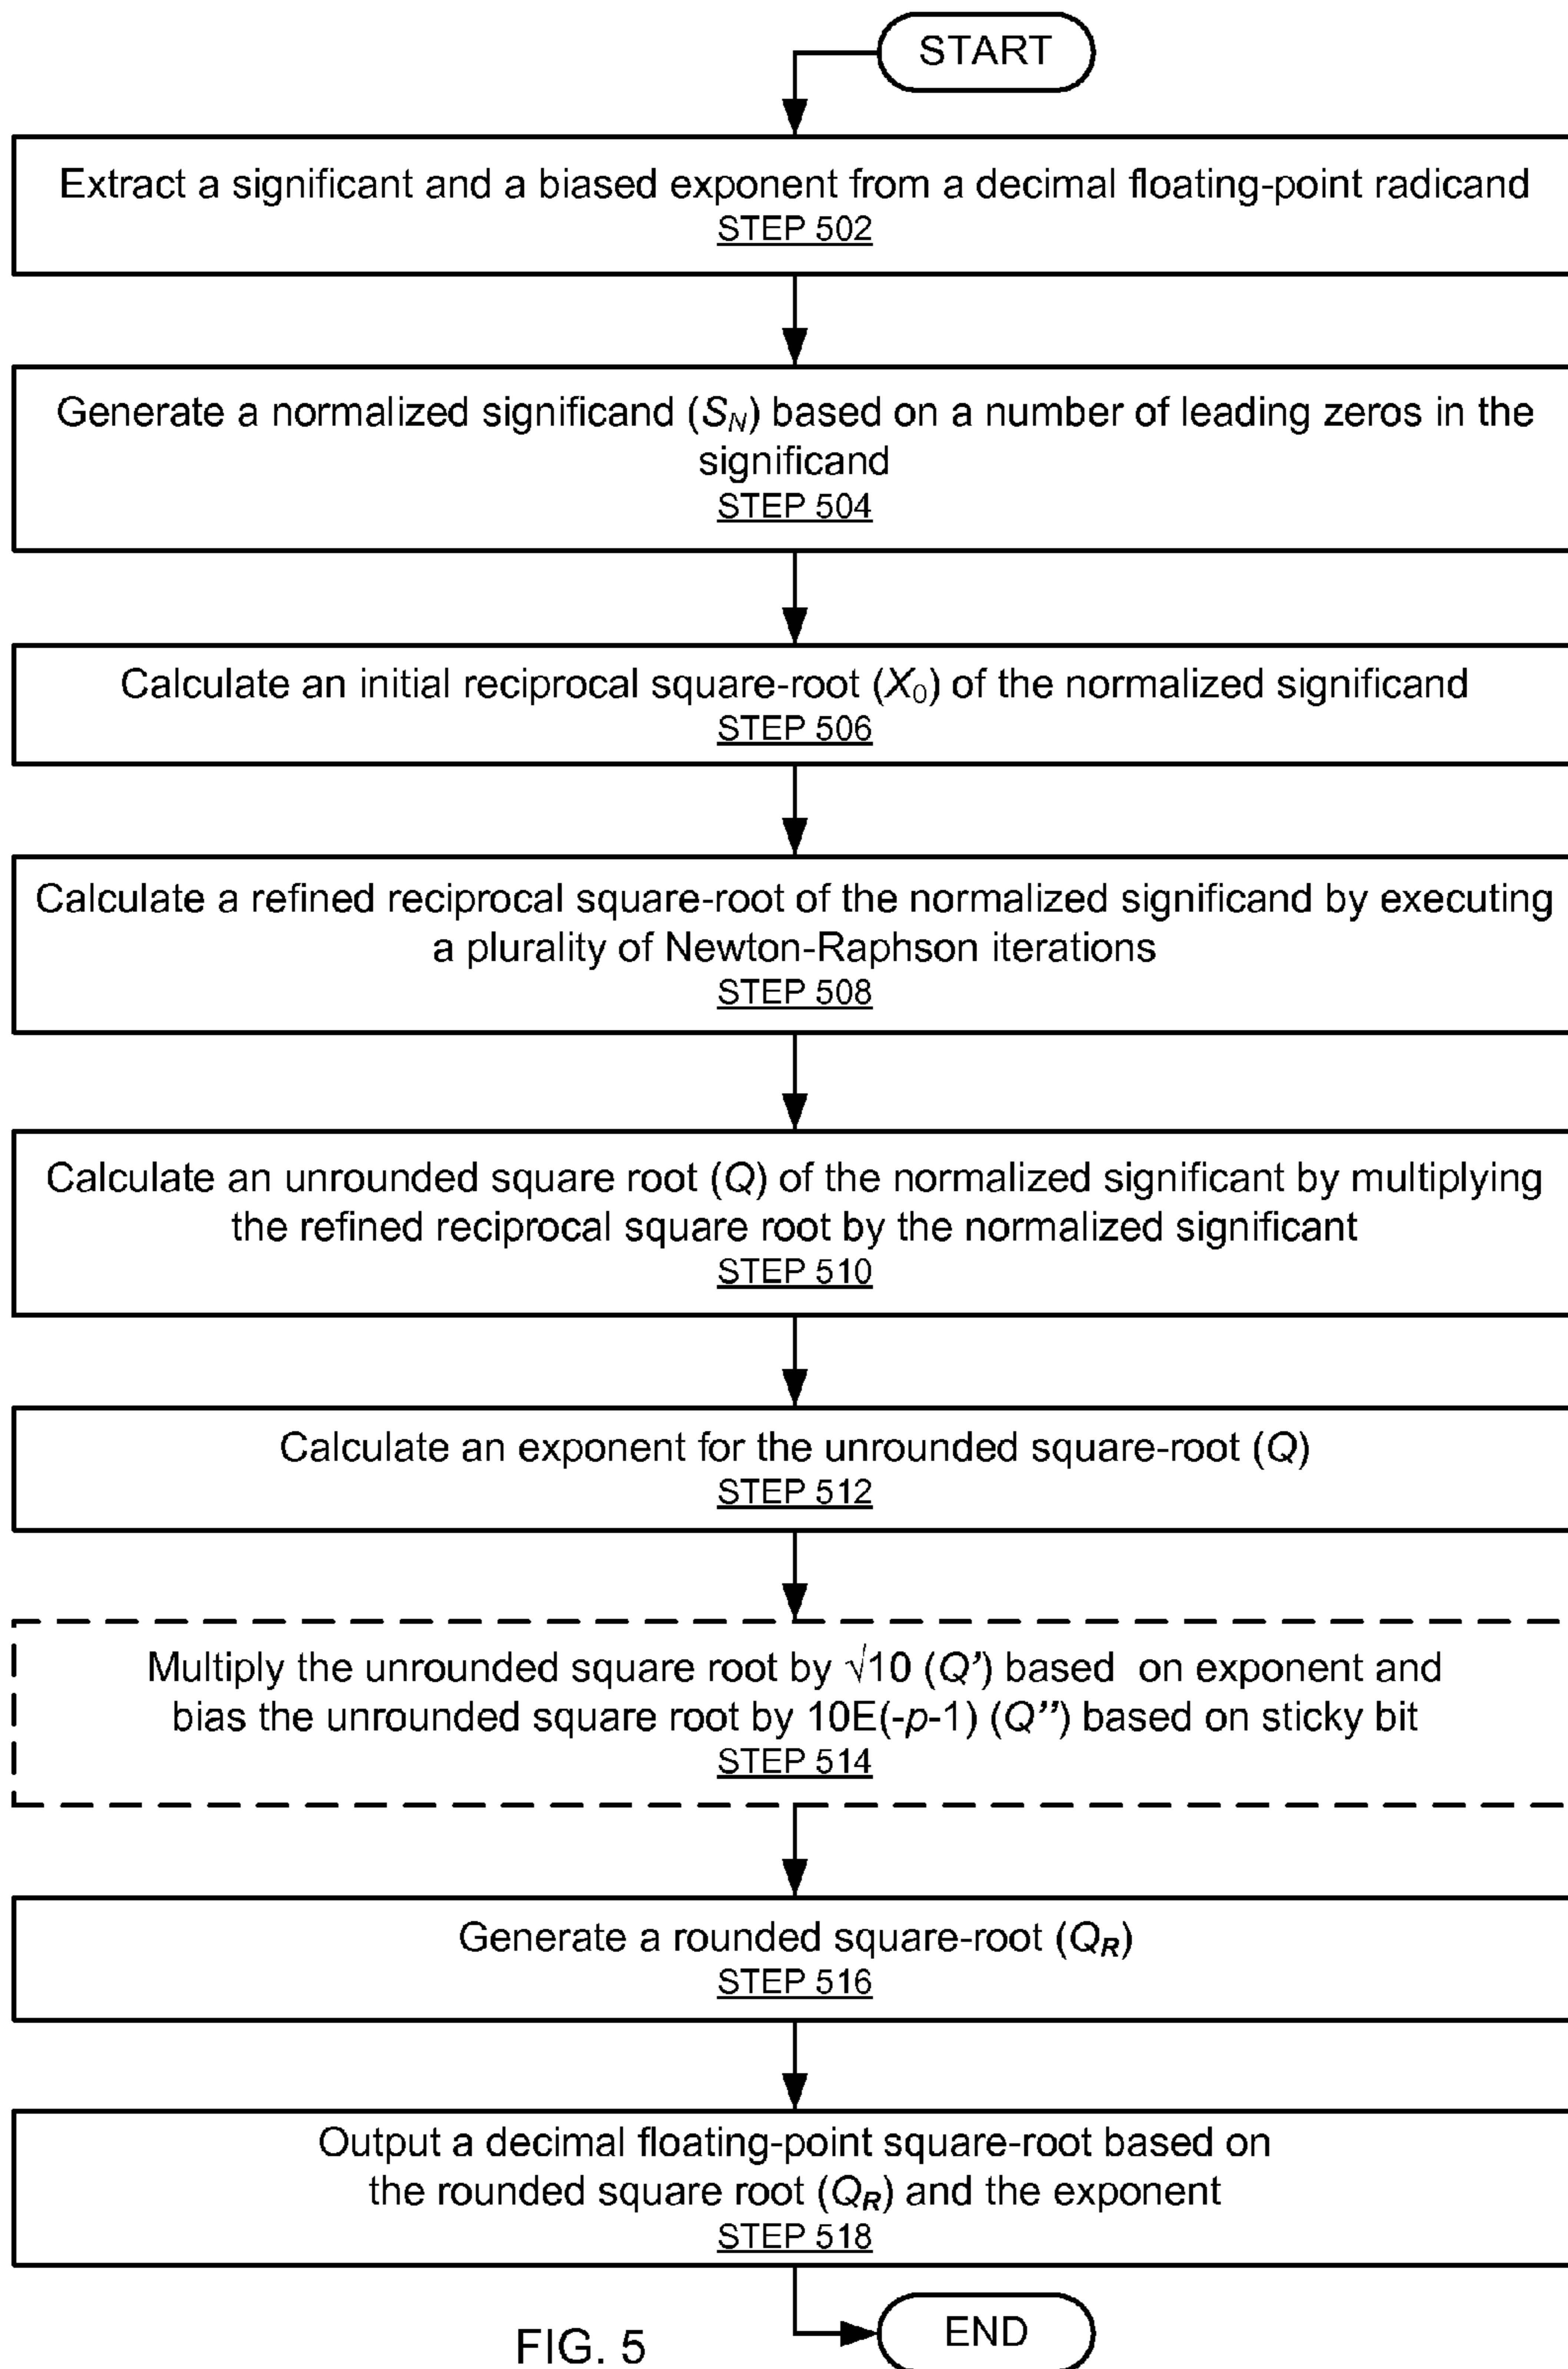 START
Extract a significant and a biased exponent from a decimal floating-point radicand
STEP 502
Generate a normalized significand (S_N) based on a number of leading zeros in the
significand
STEP 504
Calculate an initial reciprocal square-root (X_0) of the normalized significand
STEP 506
Calculate a refined reciprocal square-root of the normalized significand by executing
a plurality of Newton-Raphson iterations
STEP 508
Calculate an unrounded square root (Q) of the normalized significant by multiplying
the refined reciprocal square root by the normalized significant
STEP 510
Calculate an exponent for the unrounded square-root (Q)
STEP 512
Multiply the unrounded square root by √10 (Q’) based on exponent and
bias the unrounded square root by 10E(-p-1) (Q’’) based on sticky bit
STEP 514
Generate a rounded square-root (Q_R)
STEP 516
Output a decimal floating-point square-root based on
the rounded square root (Q_R) and the exponent
STEP 518
END
FIG. 5